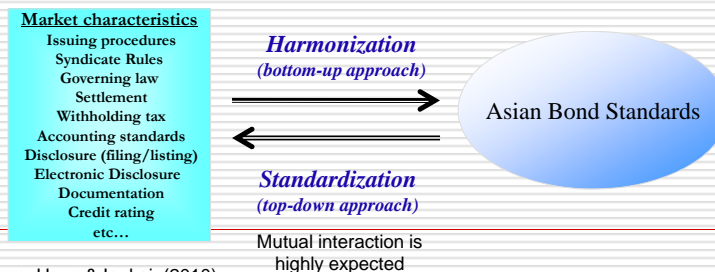 Market characteristics
Issuing procedures
Syndicate Rules
Governing law
Settlement
Withholding tax
Accounting standards
Disclosure (filing/listing)
Electronic Disclosure
Documentation
Credit rating
etc…
Harmonization
(bottom-up approach)
Standardization
(top-down approach)
Mutual interaction is
highly expected
Asian Bond Standards
(2010)